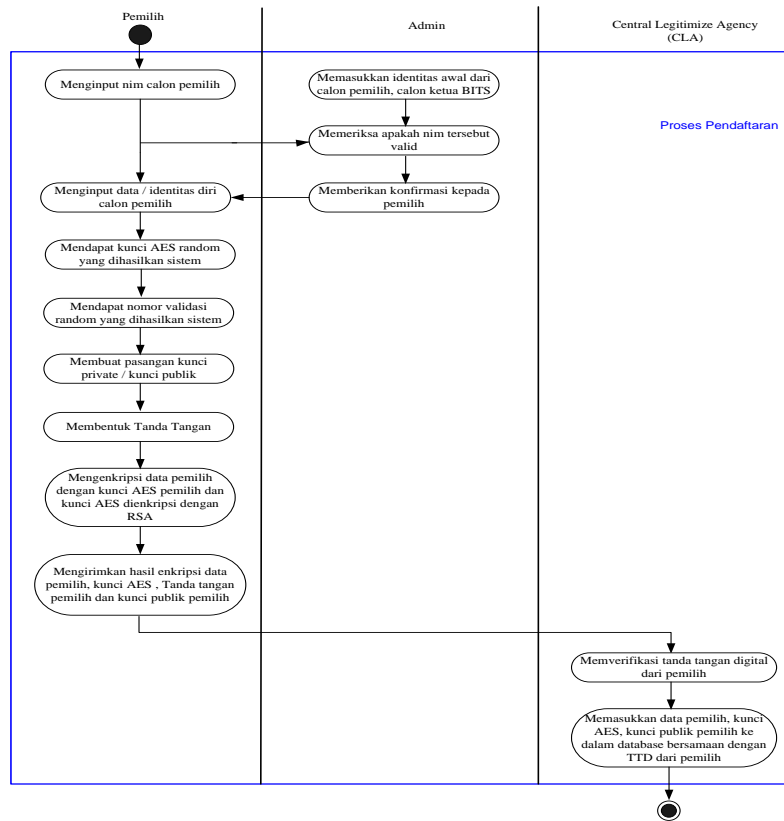 Pemilih
Admin
Central Legitimize Agency
(CLA)
Proses Pendaftaran
Menginput nim calon pemilih
Memasukkan identitas awal dari
calon pemilih, calon ketua BITS
Memeriksa apakah nim tersebut
valid
Memberikan konfirmasi kepada
pemilih
Menginput data / identitas diri
calon pemilih
Mendapat kunci AES random
yang dihasilkan sistem
Mendapat nomor validasi
random yang dihasilkan sistem
Membuat pasangan kunci
private / kunci publik
Membentuk Tanda Tangan
Mengenkripsi data pemilih
dengan kunci AES pemilih dan
kunci AES dienkripsi dengan
RSA
Mengirimkan hasil enkripsi data
pemilih, kunci AES , Tanda tangan
pemilih dan kunci publik pemilih
Memverifikasi tanda tangan digital
dari pemilih
Memasukkan data pemilih, kunci
AES, kunci publik pemilih ke
dalam database bersamaan dengan
TTD dari pemilih